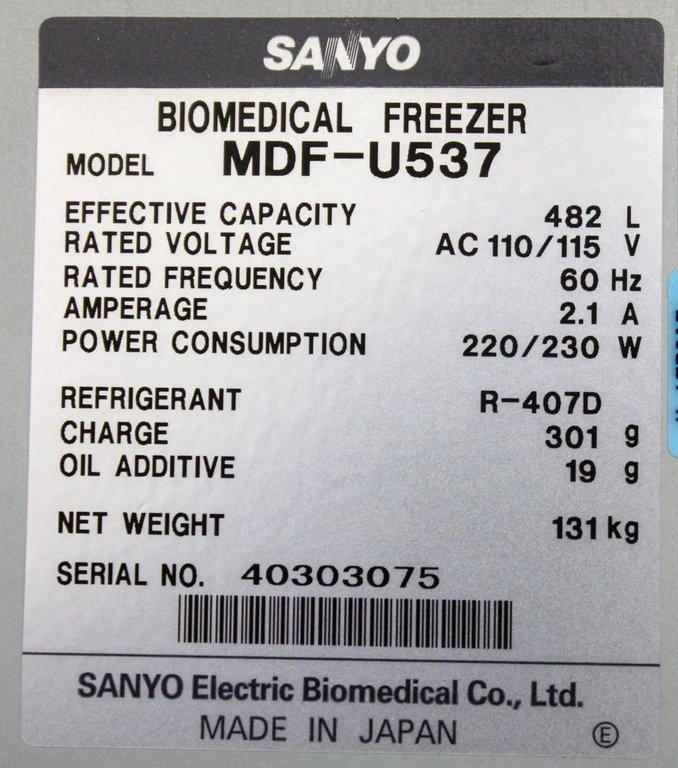 SANYO
BIOMEDICAL FREEZER
MODEL MDF-U537
EFFECTIVE CAPACITY 482 L
RATED VOLTAGE AC 110/115 V
RATED FREQUENCY 60 Hz
AMPERAGE 2.1 A
POWER CONSUMPTION 220/230 W
REFRIGERANT R-407D
CHARGE 301 g
OIL ADDITIVE 19 g
NET WEIGHT 131 kg
SERIAL NO. 40303075
SANYO Electric Biomedical Co., Ltd.
MADE IN JAPAN Ⓔ